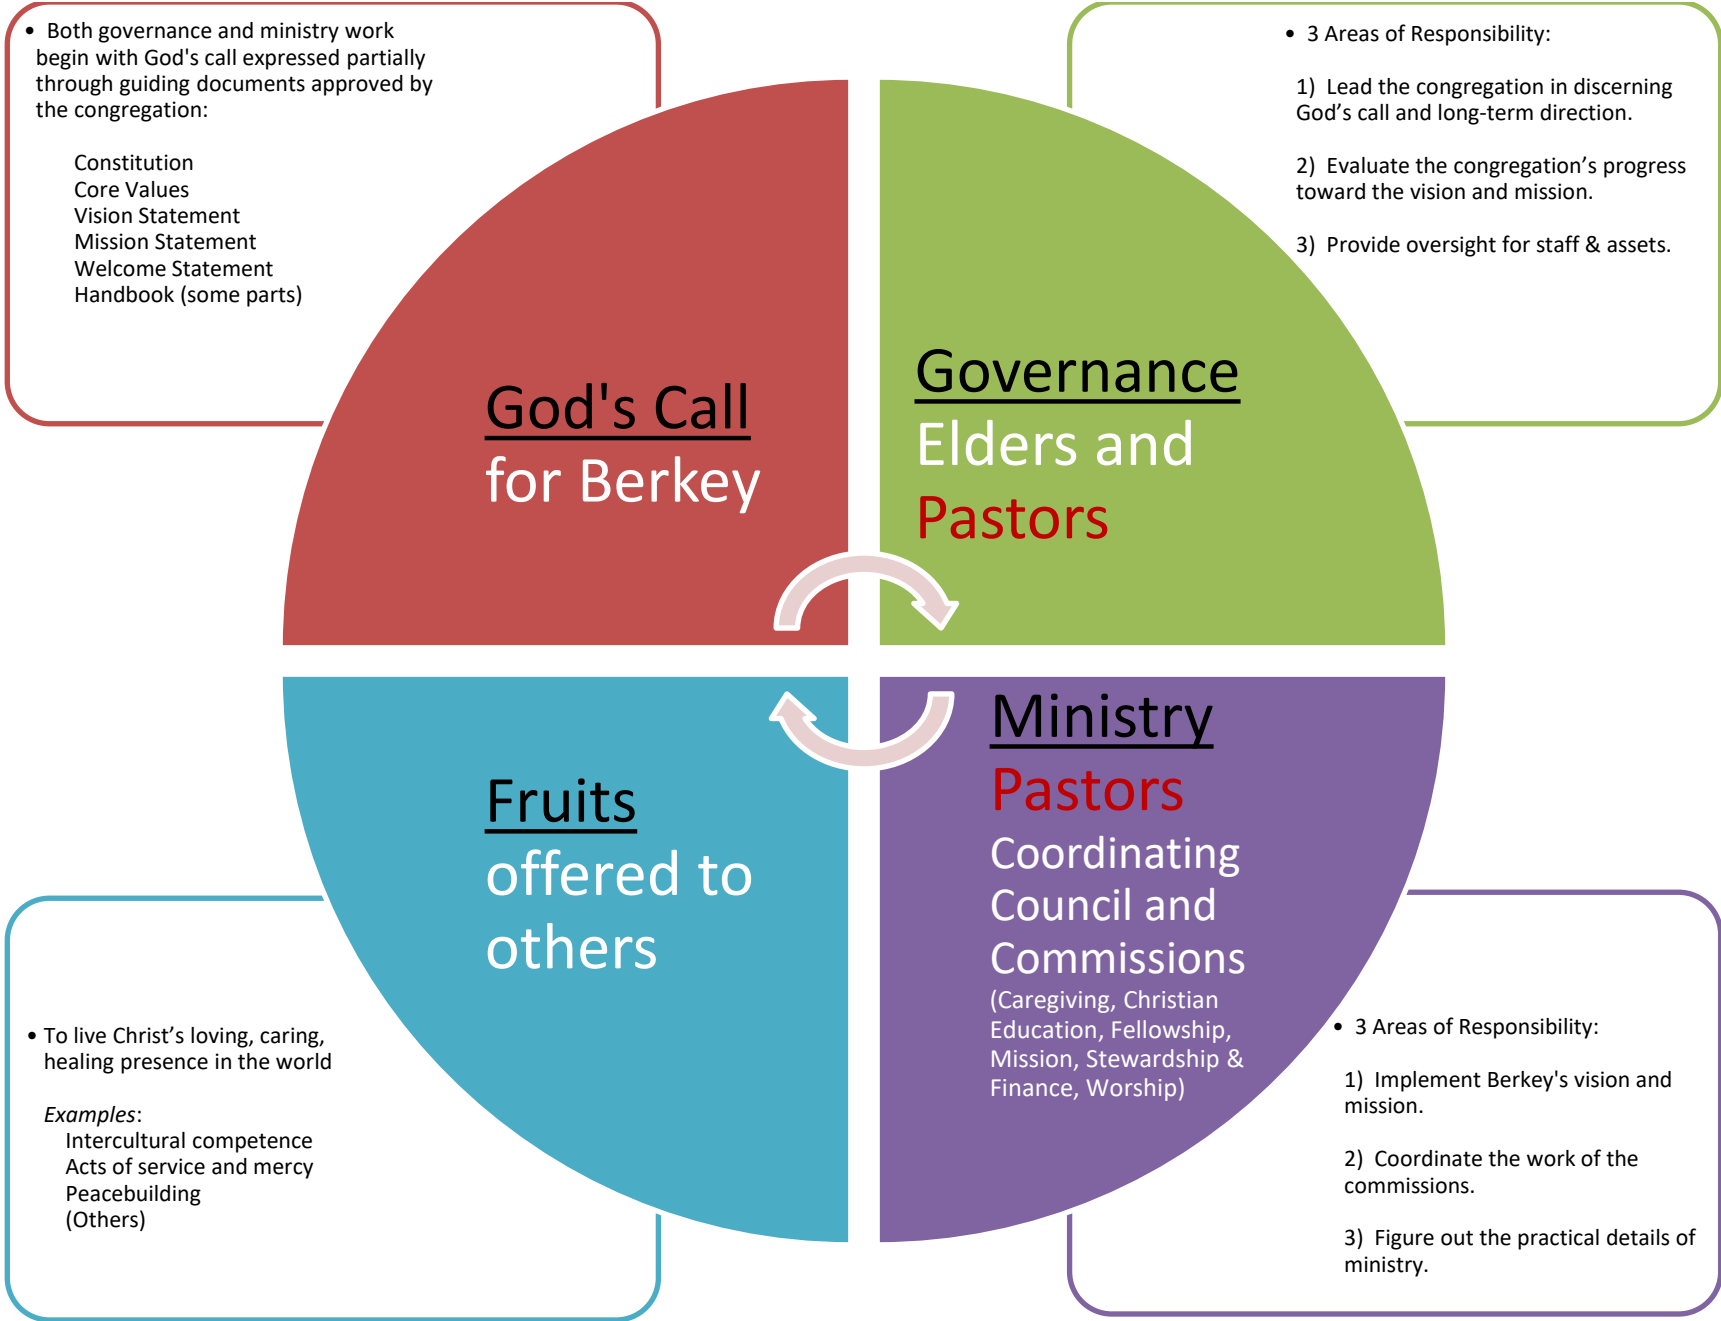 • Both governance and ministry work
begin with God's call expressed partially
through guiding documents approved by
the congregation:
Constitution
Core Values
Vision Statement
Mission Statement
Welcome Statement
Handbook (some parts)
God's Call
for Berkey
• 3 Areas of Responsibility:
1) Lead the congregation in discerning
God’s call and long-term direction.
2) Evaluate the congregation’s progress
toward the vision and mission.
3) Provide oversight for staff & assets.
Governance
Elders and
Pastors
Fruits
offered to
others
• To live Christ’s loving, caring,
healing presence in the world
Examples:
Intercultural competence
Acts of service and mercy
Peacebuilding
(Others)
Ministry
Pastors
Coordinating
Council and
Commissions
(Caregiving, Christian
Education, Fellowship,
Mission, Stewardship &
Finance, Worship)
• 3 Areas of Responsibility:
1) Implement Berkey's vision and
mission.
2) Coordinate the work of the
commissions.
3) Figure out the practical details of
ministry.